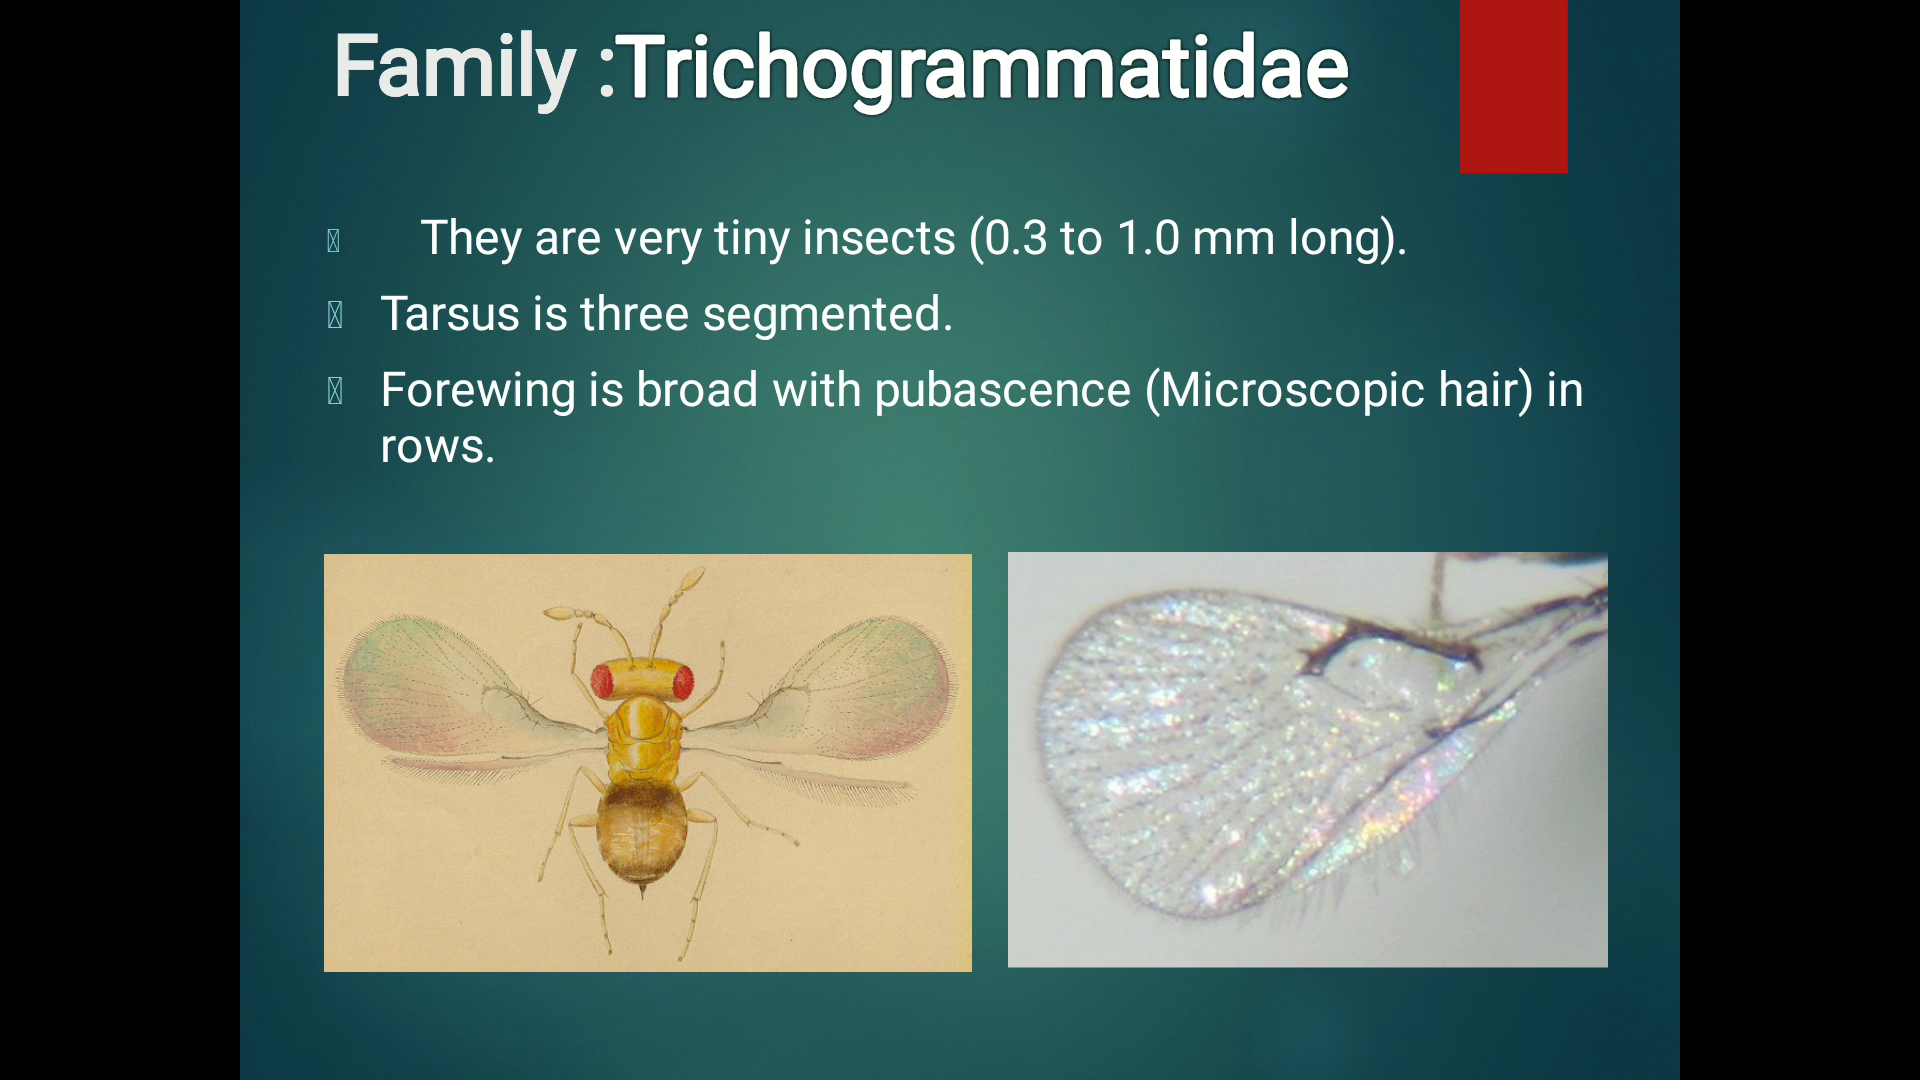 Family :Trichogrammatidae
They are very tiny insects (0.3 to 1.0 mm long).
Tarsus is three segmented.
Forewing is broad with pubascence (Microscopic hair) in
rows.